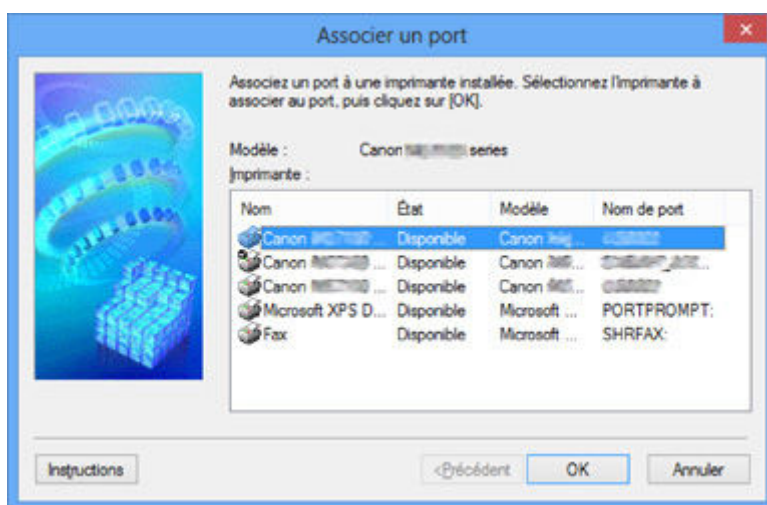 Associer un port
Associez un port à une imprimante installée. Sélectionnez l'imprimante à
associer au port, puis cliquez sur [OK].
Modèle : Canon series
Imprimante :
Nom État Modèle Nom de port
Canon ... Disponible Canon ...
Canon ... Disponible Canon ...
Canon ... Disponible Canon ...
Microsoft XPS D... Disponible Microsoft ... PORTPROMPT:
Fax Disponible Microsoft ... SHRFAX:
Instructions <Précédent OK Annuler